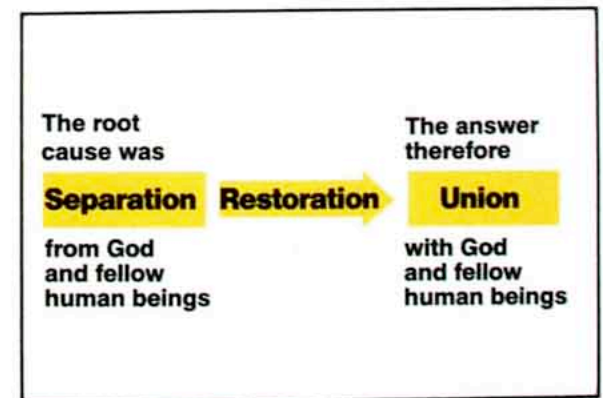 The root
cause was
Separation
from God
and fellow
human beings
Restoration
The answer
therefore
Union
with God
and fellow
human beings